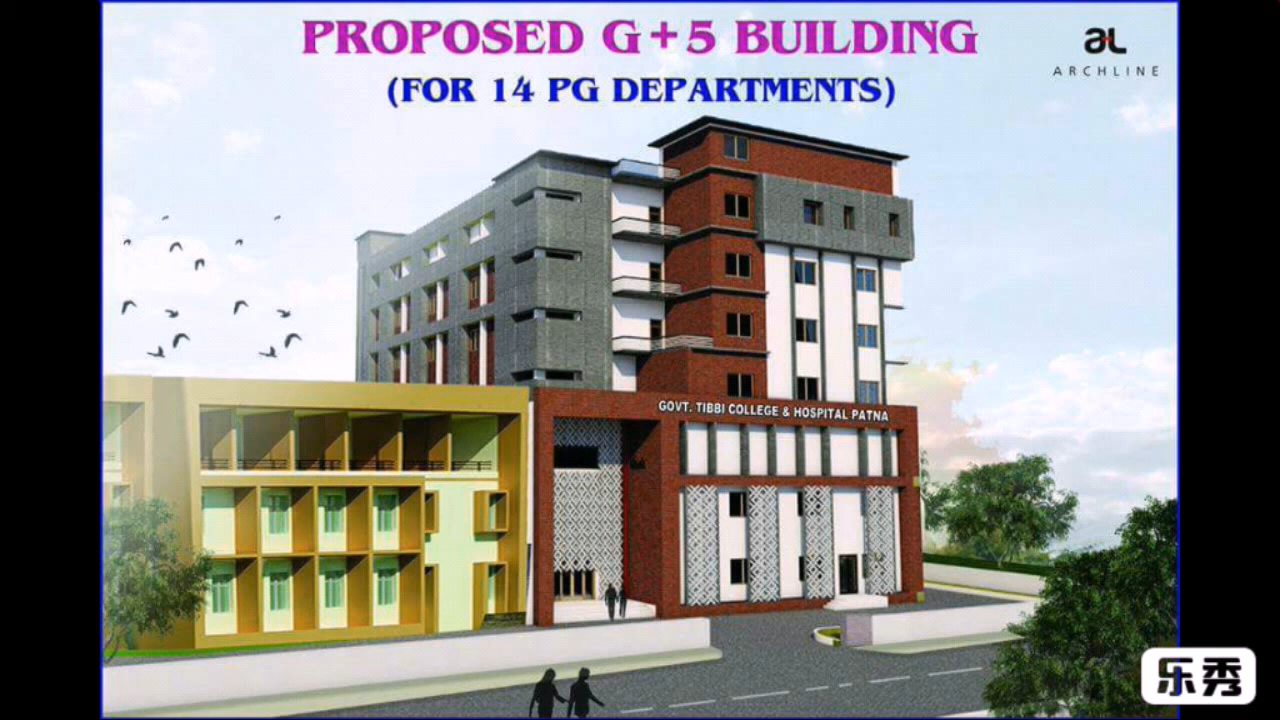 PROPOSED G+5 BUILDING
(FOR 14 PG DEPARTMENTS)
aL
ARCHLINE
GOVT. TIBBI COLLEGE & HOSPITAL PATNA
乐秀